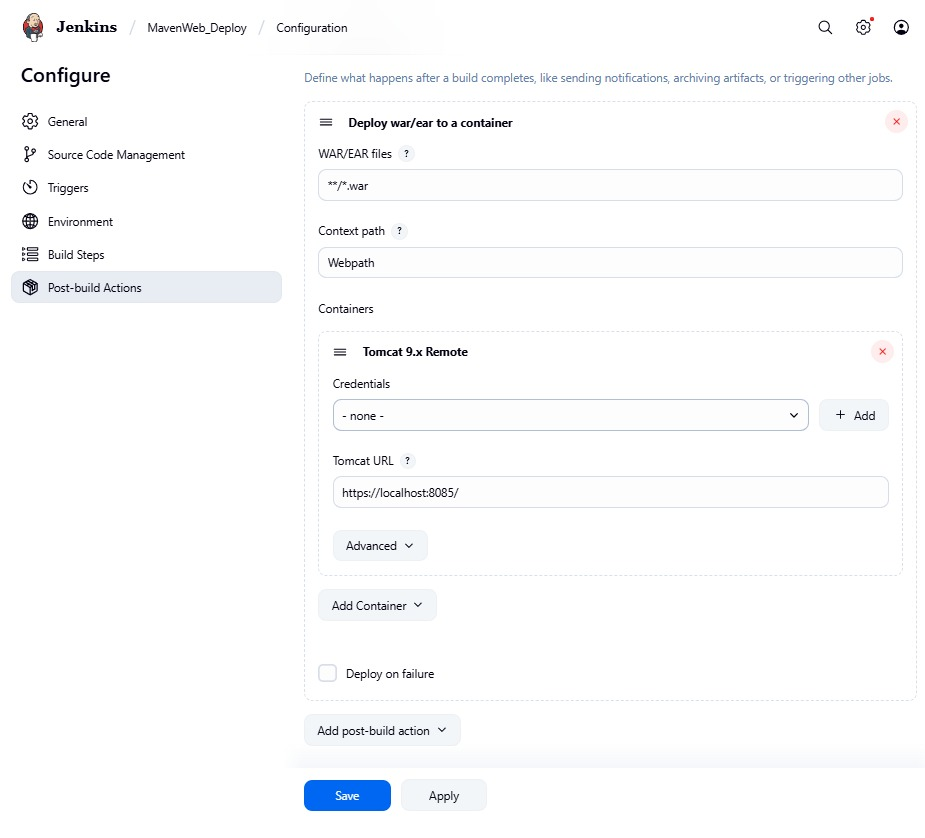 Jenkins / MavenWeb_Deploy / Configuration
Configure
General
Source Code Management
Triggers
Environment
Build Steps
Post-build Actions
Define what happens after a build completes, like sending notifications, archiving artifacts, or triggering other jobs.
Deploy war/ear to a container
WAR/EAR files ?
**/*.war
Context path ?
Webpath
Containers
Tomcat 9.x Remote
Credentials
- none -
+ Add
Tomcat URL ?
https://localhost:8085/
Advanced
Add Container
Deploy on failure
Add post-build action
Save
Apply